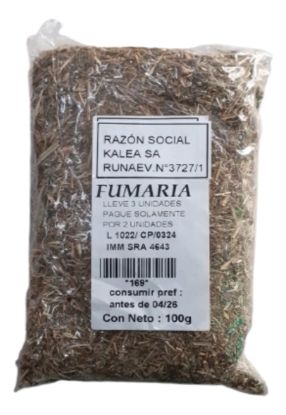 RAZÓN SOCIAL
KALEA SA
RUNAEV.N°3727/1
FUMARIA
LLEVE 3 UNIDADES
PAGUE SOLAMENTE
POR 2 UNIDADES
L 1022/ CP/0324
IMM SRA 4643
"169"
consumir pref :
antes de 04/26
Con Neto : 100g